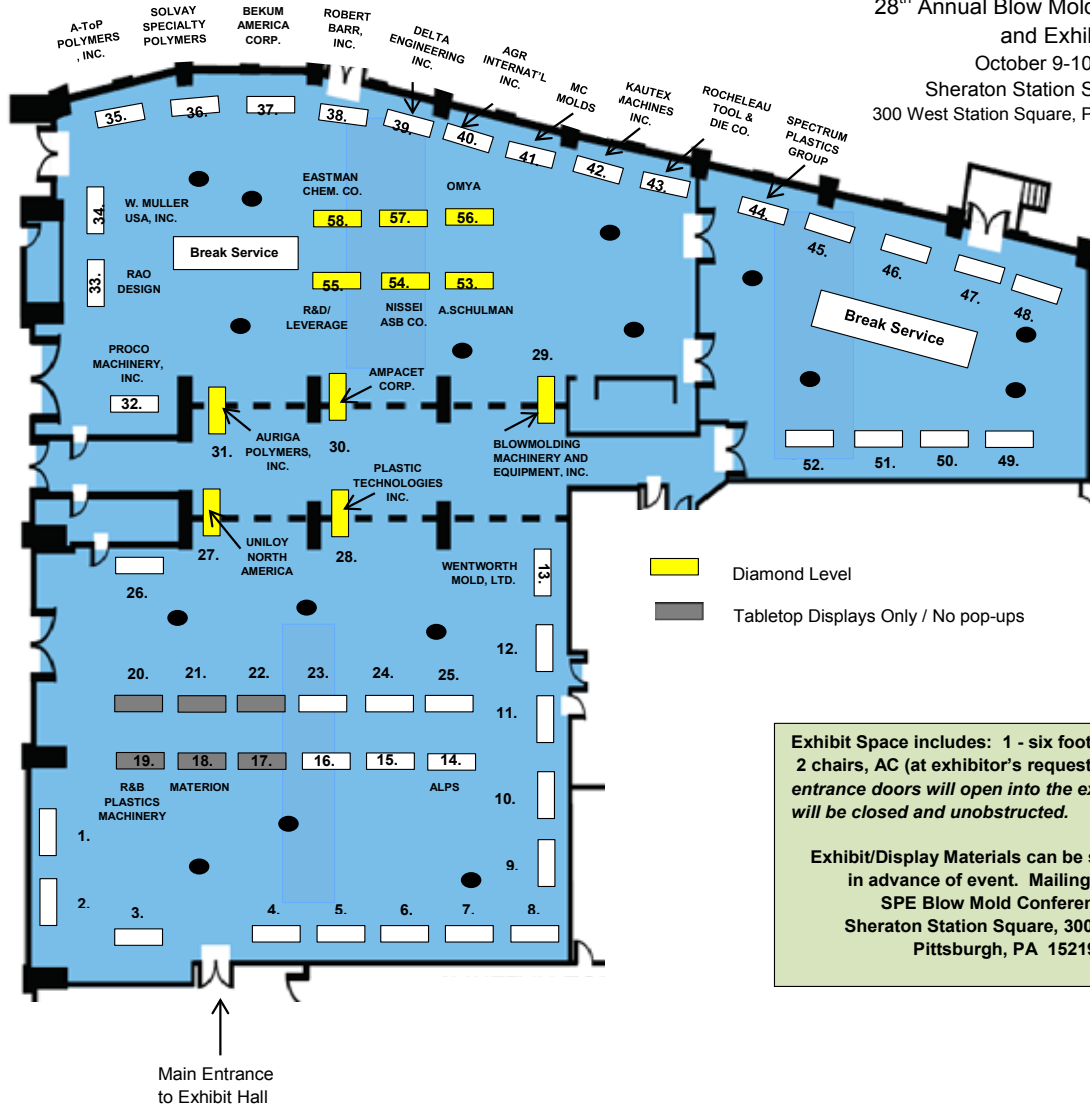 28th Annual Blow Mold
and Exhi
October 9-10
Sheraton Station S
300 West Station Square, P
A-ToP
POLYMERS
, INC.
SOLVAY
SPECIALTY
POLYMERS
BEKUM
AMERICA
CORP.
ROBERT
BARR,
INC.
DELTA
ENGINEERING
INC.
AGR
INTERNAT'L
INC.
MC
MOLDS
KAUTEX
MACHINES
INC.
ROCHELEAU
TOOL &
DIE CO.
SPECTRUM
PLASTICS
GROUP
35.
36.
37.
38.
39.
40.
41.
42.
43.
44.
45.
46.
47.
48.
34.
W. MULLER
USA, INC.
33.
RAO
DESIGN
Break Service
EASTMAN
CHEM. CO.
OMYA
58.
57.
56.
55.
54.
53.
R&D/
LEVERAGE
NISSEI
ASB CO.
A.SCHULMAN
Break Service
PROCO
MACHINERY,
INC.
32.
29.
AMPACET
CORP.
31.
AURIGA
POLYMERS,
INC.
30.
BLOWMOLDING
MACHINERY AND
EQUIPMENT, INC.
52.
51.
50.
49.
PLASTIC
TECHNOLOGIES
INC.
27.
UNILOY
NORTH
AMERICA
28.
WENTWORTH
MOLD, LTD.
13.
26.
12.
Diamond Level
Tabletop Displays Only / No pop-ups
20.
21.
22.
23.
24.
25.
11.
19.
18.
17.
16.
15.
14.
R&B
PLASTICS
MACHINERY
MATERION
ALPS
10.
1.
9.
2.
3.
4.
5.
6.
7.
8.
Exhibit Space includes: 1 - six foot
2 chairs, AC (at exhibitor's request
entrance doors will open into the ex
will be closed and unobstructed.
Exhibit/Display Materials can be s
in advance of event. Mailing
SPE Blow Mold Conferen
Sheraton Station Square, 300
Pittsburgh, PA 15219
Main Entrance
to Exhibit Hall